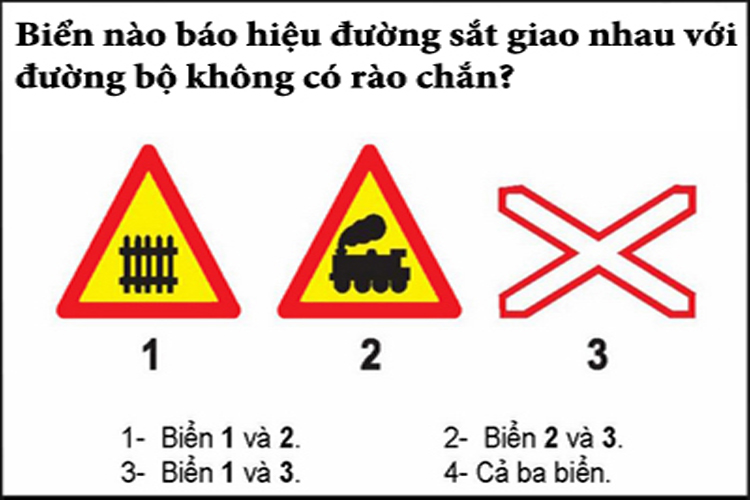 Biển nào báo hiệu đường sắt giao nhau với
đường bộ không có rào chắn?
1 2 3
1- Biển 1 và 2. 2- Biển 2 và 3.
3- Biển 1 và 3. 4- Cả ba biển.